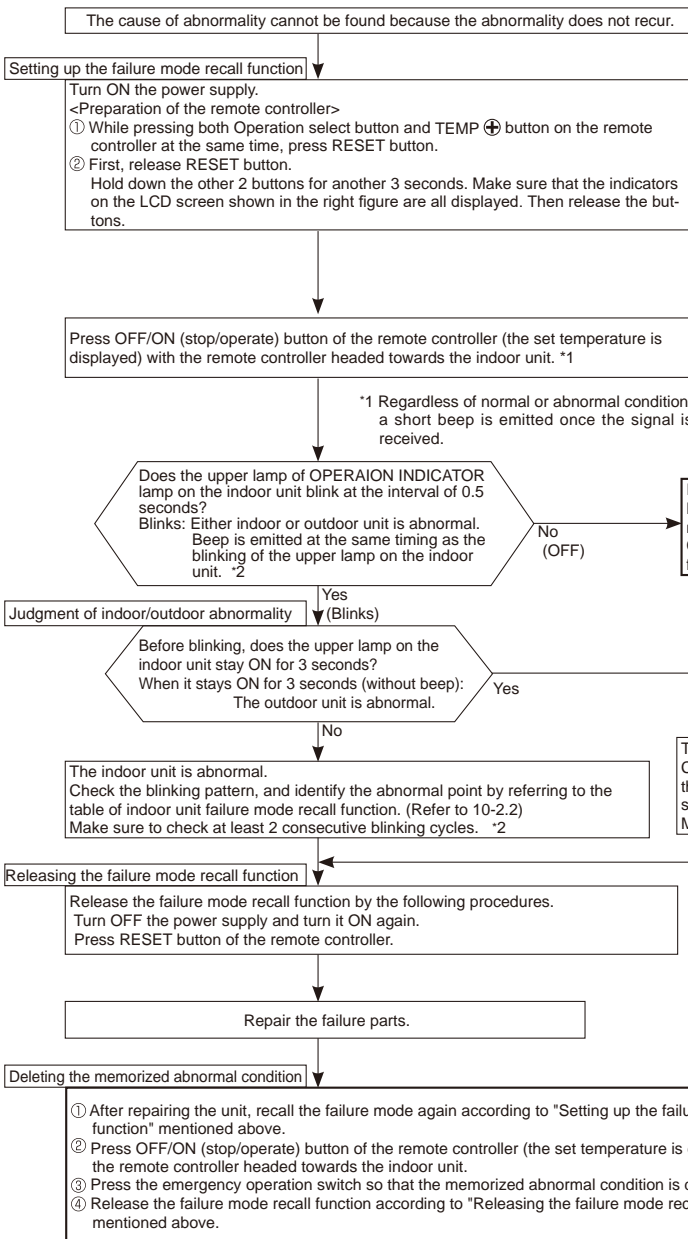 The cause of abnormality cannot be found because the abnormality does not recur.
Setting up the failure mode recall function
Turn ON the power supply.
<Preparation of the remote controller>
① While pressing both Operation select button and TEMP ⊕ button on the remote
controller at the same time, press RESET button.
② First, release RESET button.
Hold down the other 2 buttons for another 3 seconds. Make sure that the indicators
on the LCD screen shown in the right figure are all displayed. Then release the but-
tons.
Press OFF/ON (stop/operate) button of the remote controller (the set temperature is
displayed) with the remote controller headed towards the indoor unit. *1
*1 Regardless of normal or abnormal condition
a short beep is emitted once the signal is
received.
Does the upper lamp of OPERAION INDICATOR
lamp on the indoor unit blink at the interval of 0.5
seconds?
Blinks: Either indoor or outdoor unit is abnormal.
Beep is emitted at the same timing as the
blinking of the upper lamp on the indoor
unit. *2
No
(OFF)
Yes
(Blinks)
Judgment of indoor/outdoor abnormality
Before blinking, does the upper lamp on the
indoor unit stay ON for 3 seconds?
When it stays ON for 3 seconds (without beep):
The outdoor unit is abnormal.
Yes
No
The indoor unit is abnormal.
Check the blinking pattern, and identify the abnormal point by referring to the
table of indoor unit failure mode recall function. (Refer to 10-2.2)
Make sure to check at least 2 consecutive blinking cycles. *2
Releasing the failure mode recall function
Release the failure mode recall function by the following procedures.
Turn OFF the power supply and turn it ON again.
Press RESET button of the remote controller.
Repair the failure parts.
Deleting the memorized abnormal condition
① After repairing the unit, recall the failure mode again according to "Setting up the
function" mentioned above.
② Press OFF/ON (stop/operate) button of the remote controller (the set temperature is
the remote controller headed towards the indoor unit.
③ Press the emergency operation switch so that the memorized abnormal condition is
④ Release the failure mode recall function according to "Releasing the failure mode
mentioned above.